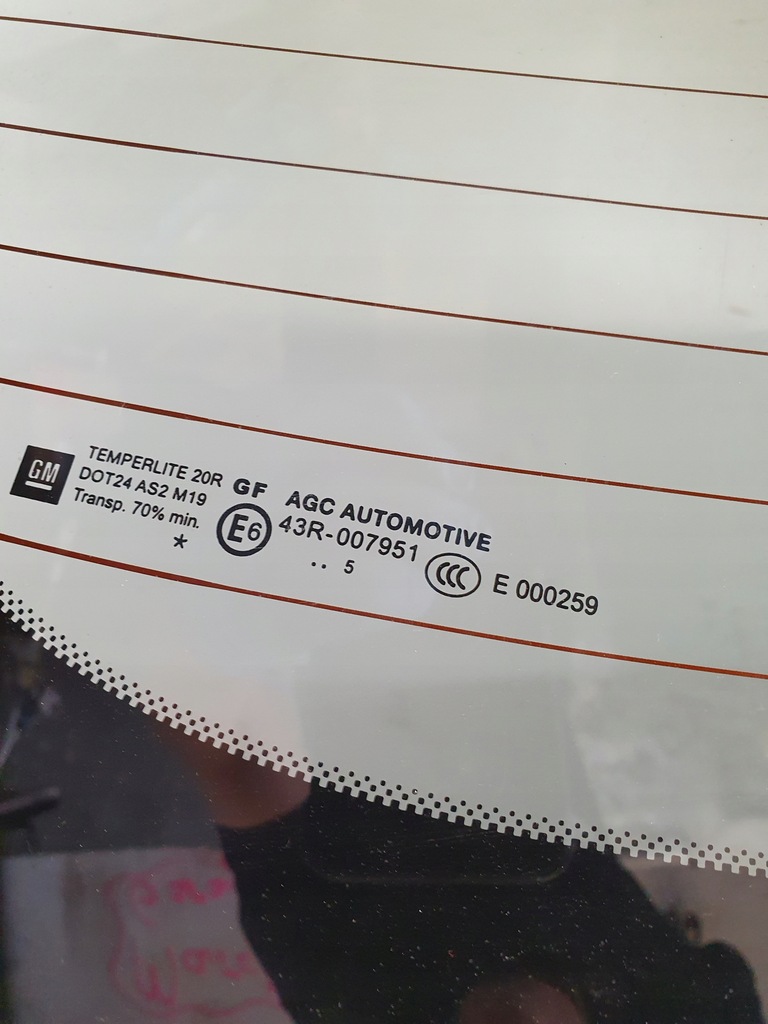 GM
TEMPERLITE 20R
DOT24 AS2 M19
Transp. 70% min.
*
GF AGC AUTOMOTIVE
E6 43R-007951
.. 5
CCC E 000259